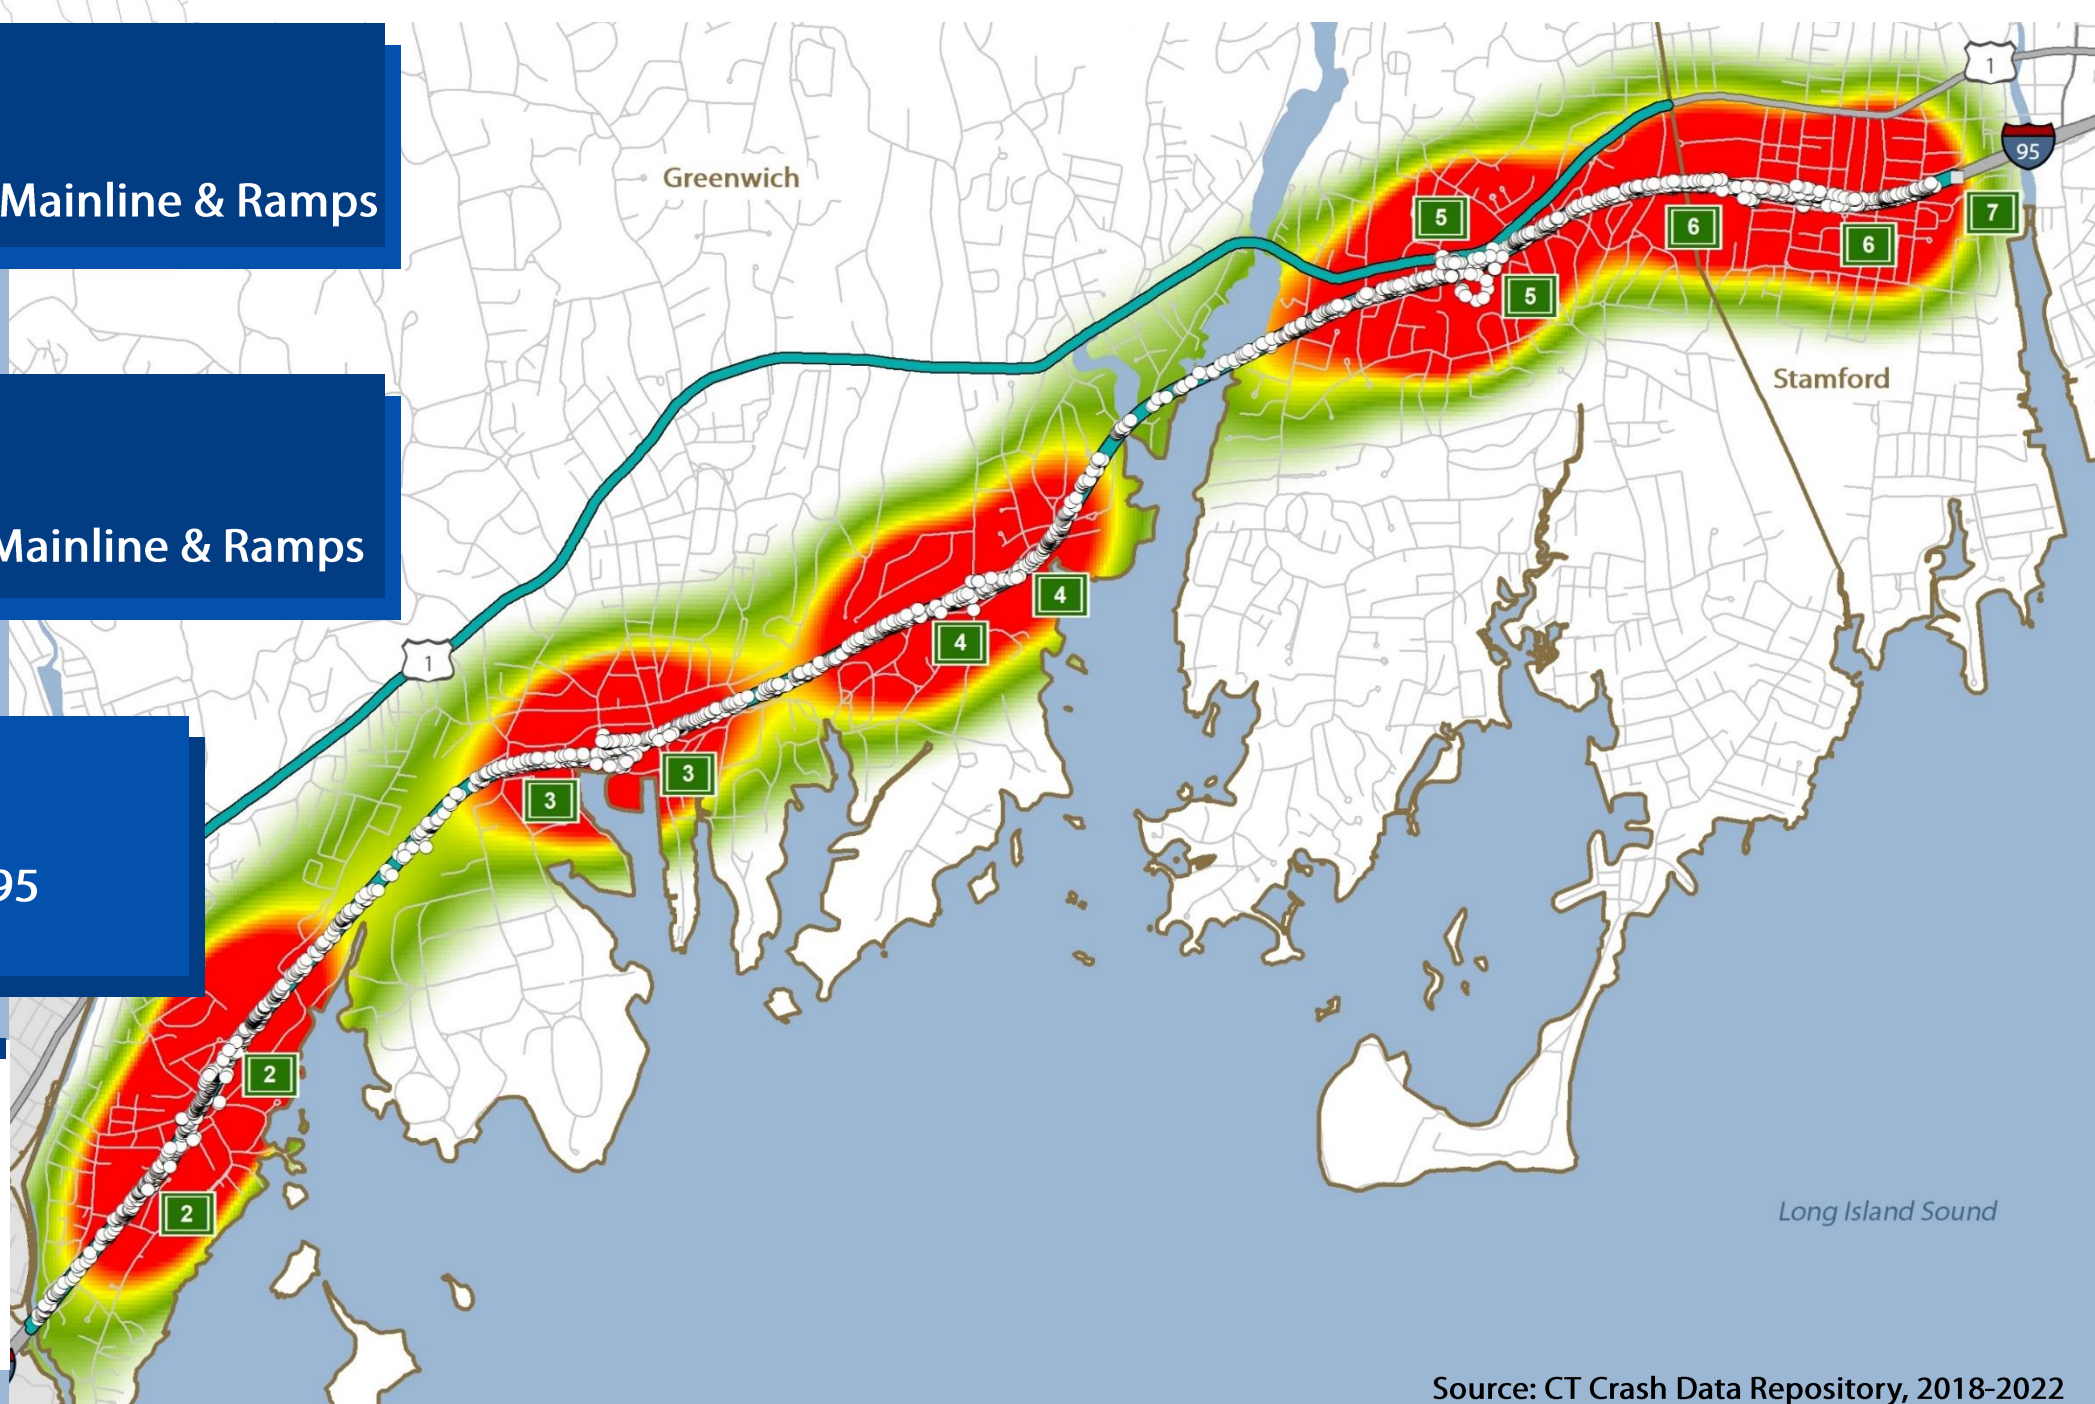 Mainline & Ramps
Mainline & Ramps
95
Greenwich
Stamford
Long Island Sound
1
95
7
6
6
5
5
4
4
3
3
1
2
2
Source: CT Crash Data Repository, 2018-2022